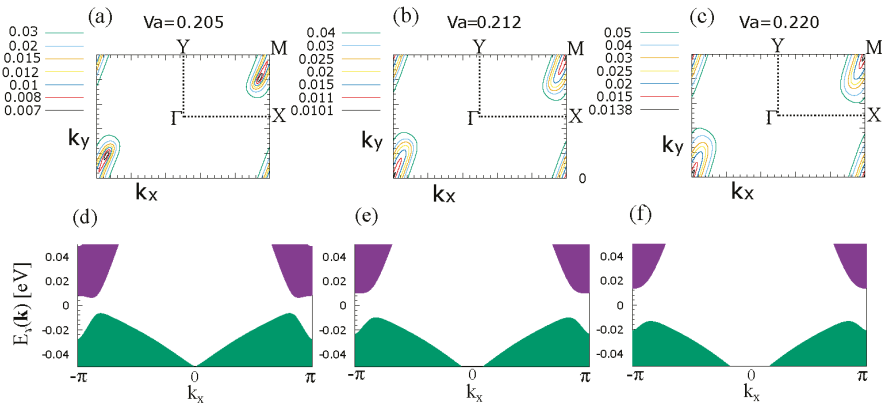 (a) Va=0.205
0.03
0.02
0.015
0.012
0.01
0.008
0.007
Y
M
Γ
X
ky
kx
(b) Va=0.212
0.04
0.03
0.025
0.02
0.015
0.012
0.0101
Y
M
Γ
X
ky
kx
0
(c) Va=0.220
0.05
0.04
0.03
0.025
0.02
0.015
0.0138
Y
M
Γ
X
ky
kx
(d)
0.04
0.02
0
-0.02
-0.04
Eλ(k) [eV]
-π 0 π
kx
(e)
0.04
0.02
0
-0.02
-0.04
-π 0 π
kx
(f)
0.04
0.02
0
-0.02
-0.04
-π 0 π
kx